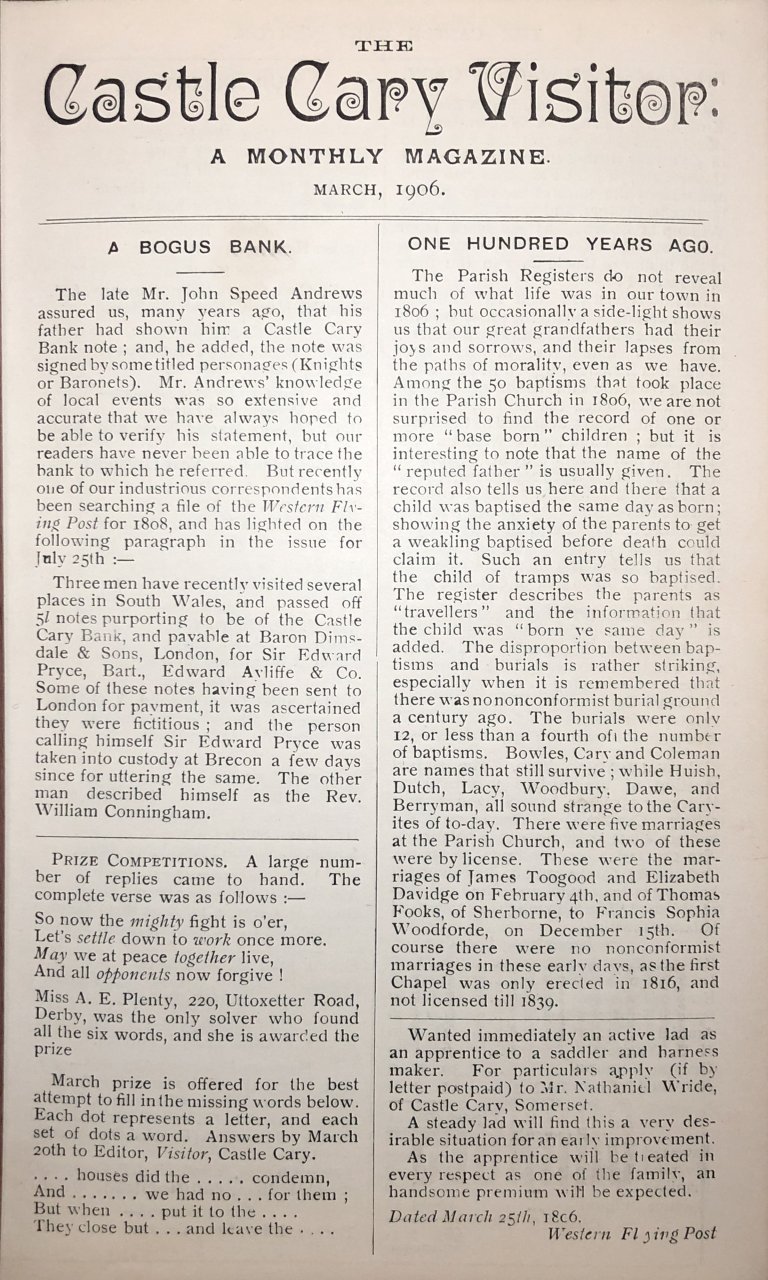 THE
Castle Cary Visitor:
A MONTHLY MAGAZINE.
MARCH, 1906.
A BOGUS BANK.
The late Mr. John Speed Andrews
assured us, many years ago, that his
father had shown him a Castle Cary
Bank note ; and, he added, the note was
signed by some titled personages (Knights
or Baronets). Mr. Andrews' knowledge
of local events was so extensive and
accurate that we have always hoped to
be able to verify his statement, but our
readers have never been able to trace the
bank to which he referred. But recently
one of our industrious correspondents has
been searching a file of the Western Fly-
ing Post for 1808, and has lighted on the
following paragraph in the issue for
July 25th :—
Three men have recently visited several
places in South Wales, and passed off
5l notes purporting to be of the Castle
Cary Bank, and payable at Baron Dims-
dale & Sons, London, for Sir Edward
Pryce, Bart., Edward Ayliffe & Co.
Some of these notes having been sent to
London for payment, it was ascertained
they were fictitious ; and the person
calling himself Sir Edward Pryce was
taken into custody at Brecon a few days
since for uttering the same. The other
man described himself as the Rev.
William Conningham.
PRIZE COMPETITIONS. A large num-
ber of replies came to hand. The
complete verse was as follows :—
So now the mighty fight is o'er,
Let's settle down to work once more.
May we at peace together live,
And all opponents now forgive !
Miss A. E. Plenty, 220, Uttoxetter Road,
Derby, was the only solver who found
all the six words, and she is awarded the
prize
March prize is offered for the best
attempt to fill in the missing words below.
Each dot represents a letter, and each
set of dots a word. Answers by March
20th to Editor, Visitor, Castle Cary.
. . . . houses did the . . . . . condemn,
And . . . . . . . we had no . . . for them ;
But when . . . . put it to the . . . .
They close but . . . and leave the . . . .
ONE HUNDRED YEARS AGO.
The Parish Registers do not reveal
much of what life was in our town in
1806 ; but occasionally a side-light shows
us that our great grandfathers had their
joys and sorrows, and their lapses from
the paths of morality, even as we have.
Among the 50 baptisms that took place
in the Parish Church in 1806, we are not
surprised to find the record of one or
more "base born" children ; but it is
interesting to note that the name of the
"reputed father" is usually given. The
record also tells us here and there that a
child was baptised the same day as born ;
showing the anxiety of the parents to get
a weakling baptised before death could
claim it. Such an entry tells us that
the child of tramps was so baptised.
The register describes the parents as
"travellers" and the information that
the child was "born ye same day" is
added. The disproportion between bap-
tisms and burials is rather striking,
especially when it is remembered that
there was no nonconformist burial ground
a century ago. The burials were only
12, or less than a fourth of the number
of baptisms. Bowles, Cary and Coleman
are names that still survive ; while Huish,
Dutch, Lacy, Woodbury, Dawe, and
Berryman, all sound strange to the Cary-
ites of to-day. There were five marriages
at the Parish Church, and two of these
were by license. These were the mar-
riages of James Toogood and Elizabeth
Davidge on February 4th, and of Thomas
Fooks, of Sherborne, to Francis Sophia
Woodforde, on December 15th. Of
course there were no nonconformist
marriages in these early days, as the first
Chapel was only erected in 1816, and
not licensed till 1839.
Wanted immediately an active lad as
an apprentice to a saddler and harness
maker. For particulars apply (if by
letter postpaid) to Mr. Nathaniel Wride,
of Castle Cary, Somerset.
A steady lad will find this a very des-
irable situation for an early improvement.
As the apprentice will be treated in
every respect as one of the family, an
handsome premium will be expected.
Dated March 25th, 1806.
Western Flying Post